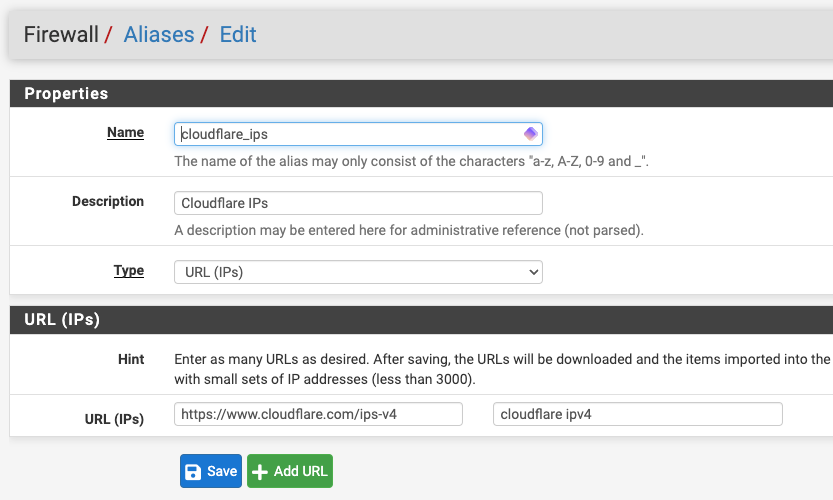 Firewall / Aliases / Edit
Properties
Name
cloudflare_ips
The name of the alias may only consist of the characters "a-z, A-Z, 0-9 and _".
Description
Cloudflare IPs
A description may be entered here for administrative reference (not parsed).
Type
URL (IPs)
URL (IPs)
Hint
Enter as many URLs as desired. After saving, the URLs will be downloaded and the items imported into the
with small sets of IP addresses (less than 3000).
URL (IPs)
https://www.cloudflare.com/ips-v4
cloudflare ipv4
Save
Add URL